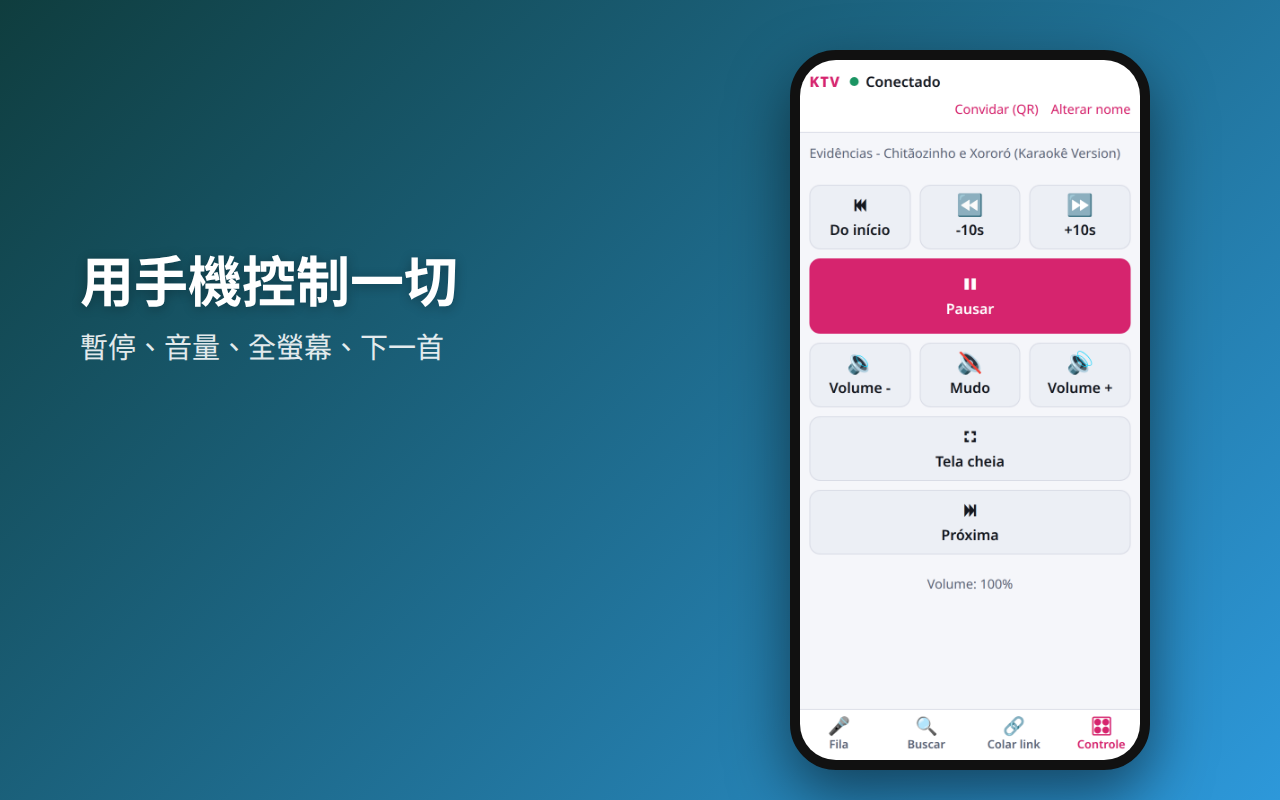 用手機控制一切
暫停、音量、全螢幕、下一首
KTV Conectado
Convidar (QR) Alterar nome
Evidências - Chitãozinho e Xororó (Karaokê Version)
Do início -10s +10s
Pausar
Volume - Mudo Volume +
Tela cheia
Próxima
Volume: 100%
Fila Buscar Colar link Controle